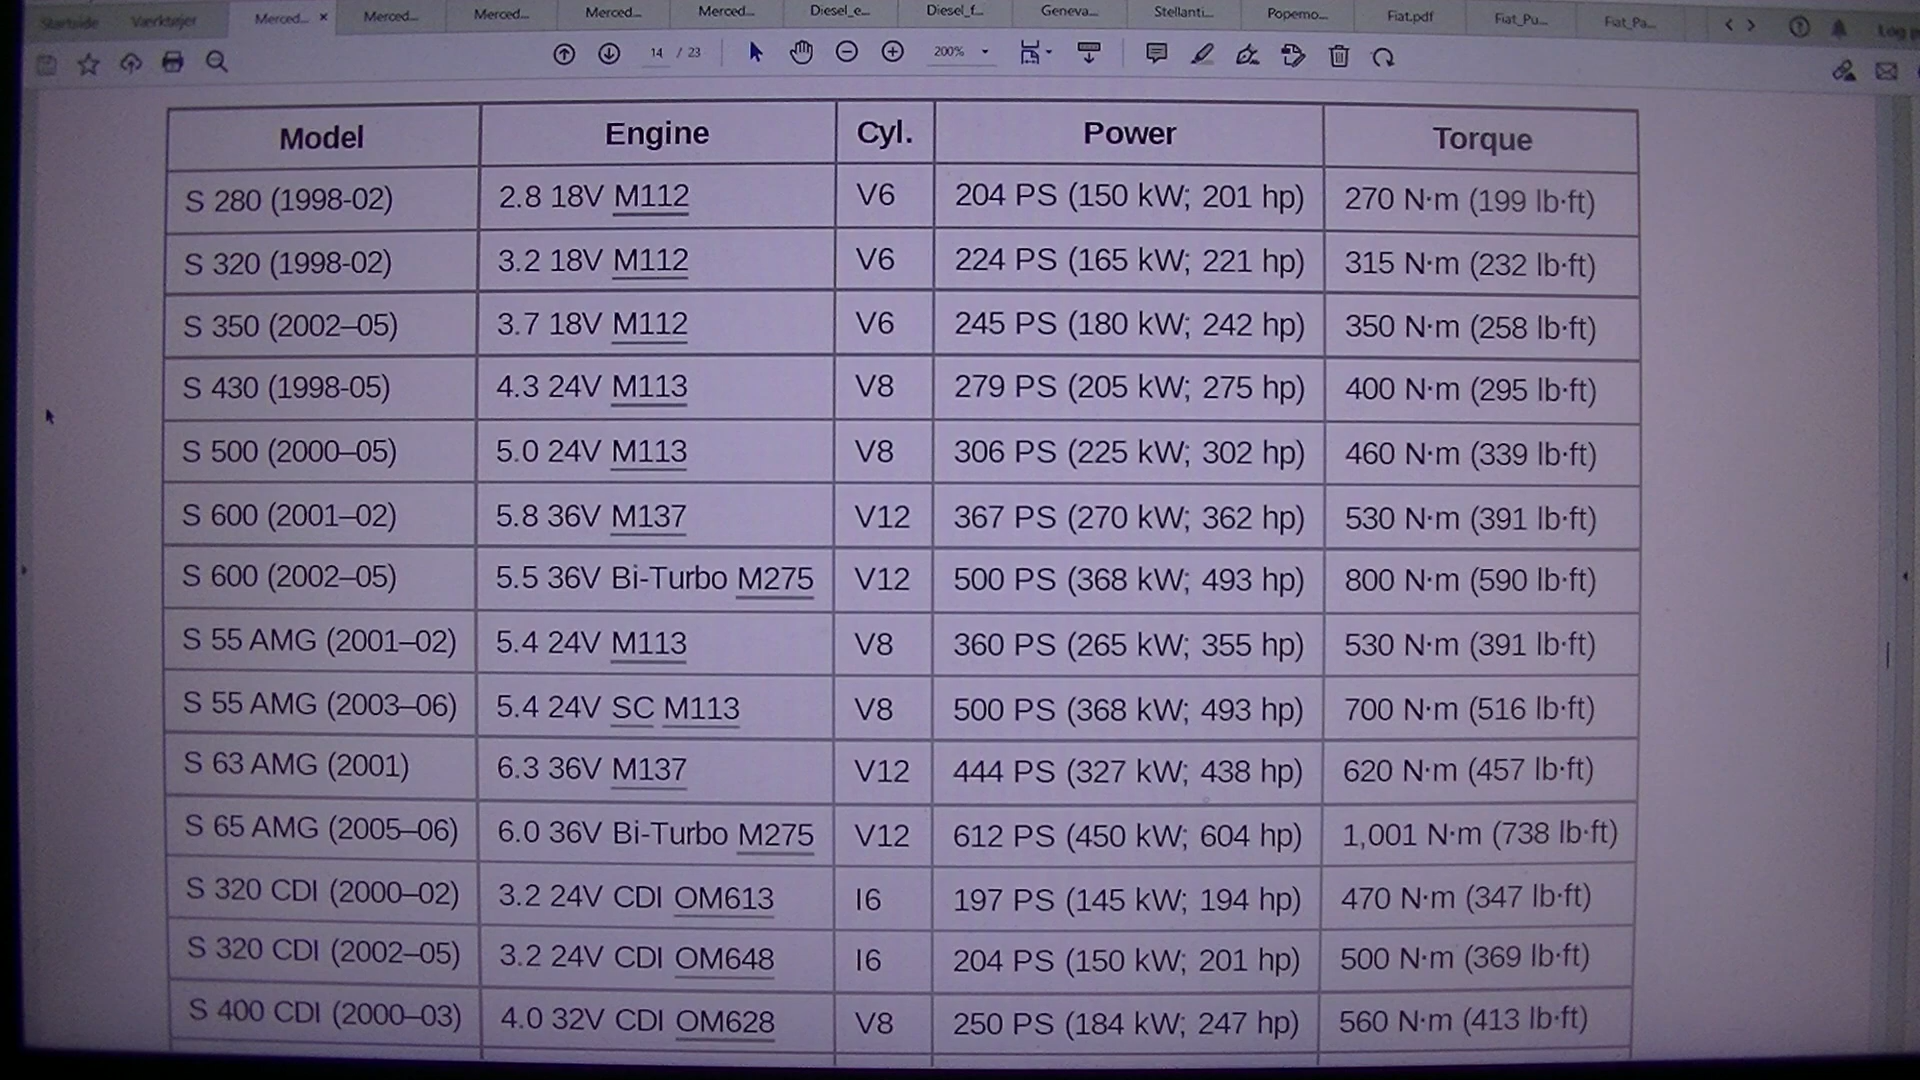 Startside Værktøjer Merced... × Merced... Merced... Merced... Merced... Diesel_e... Diesel_f... Geneva... Stellanti... Popemo... Fiat.pdf Fiat_Pu... Fiat_Pa...
14 / 23 200%
Model Engine Cyl. Power Torque
S 280 (1998-02) 2.8 18V M112 V6 204 PS (150 kW; 201 hp) 270 N·m (199 lb·ft)
S 320 (1998-02) 3.2 18V M112 V6 224 PS (165 kW; 221 hp) 315 N·m (232 lb·ft)
S 350 (2002–05) 3.7 18V M112 V6 245 PS (180 kW; 242 hp) 350 N·m (258 lb·ft)
S 430 (1998-05) 4.3 24V M113 V8 279 PS (205 kW; 275 hp) 400 N·m (295 lb·ft)
S 500 (2000–05) 5.0 24V M113 V8 306 PS (225 kW; 302 hp) 460 N·m (339 lb·ft)
S 600 (2001–02) 5.8 36V M137 V12 367 PS (270 kW; 362 hp) 530 N·m (391 lb·ft)
S 600 (2002–05) 5.5 36V Bi-Turbo M275 V12 500 PS (368 kW; 493 hp) 800 N·m (590 lb·ft)
S 55 AMG (2001–02) 5.4 24V M113 V8 360 PS (265 kW; 355 hp) 530 N·m (391 lb·ft)
S 55 AMG (2003–06) 5.4 24V SC M113 V8 500 PS (368 kW; 493 hp) 700 N·m (516 lb·ft)
S 63 AMG (2001) 6.3 36V M137 V12 444 PS (327 kW; 438 hp) 620 N·m (457 lb·ft)
S 65 AMG (2005–06) 6.0 36V Bi-Turbo M275 V12 612 PS (450 kW; 604 hp) 1,001 N·m (738 lb·ft)
S 320 CDI (2000–02) 3.2 24V CDI OM613 I6 197 PS (145 kW; 194 hp) 470 N·m (347 lb·ft)
S 320 CDI (2002–05) 3.2 24V CDI OM648 I6 204 PS (150 kW; 201 hp) 500 N·m (369 lb·ft)
S 400 CDI (2000–03) 4.0 32V CDI OM628 V8 250 PS (184 kW; 247 hp) 560 N·m (413 lb·ft)